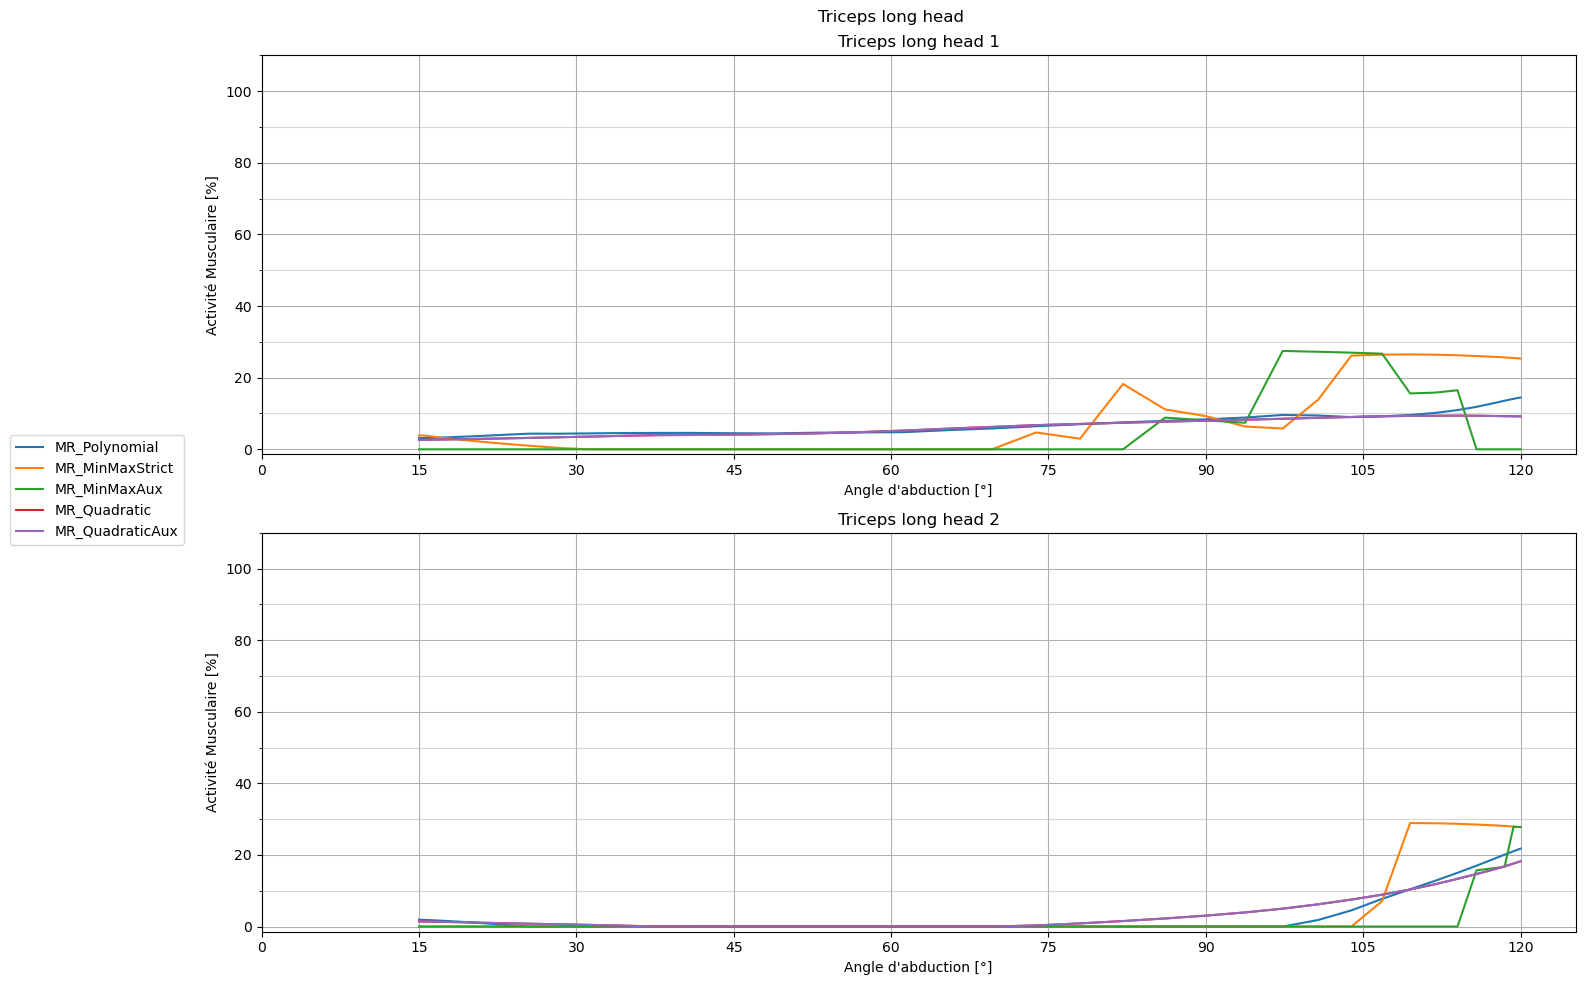 Triceps long head
Triceps long head 1
100
80
60
40
20
0
Activité Musculaire [%]
0 15 30 45 60 75 90 105 120
Angle d'abduction [°]
MR_Polynomial
MR_MinMaxStrict
MR_MinMaxAux
MR_Quadratic
MR_QuadraticAux
Triceps long head 2
100
80
60
40
20
0
Activité Musculaire [%]
0 15 30 45 60 75 90 105 120
Angle d'abduction [°]